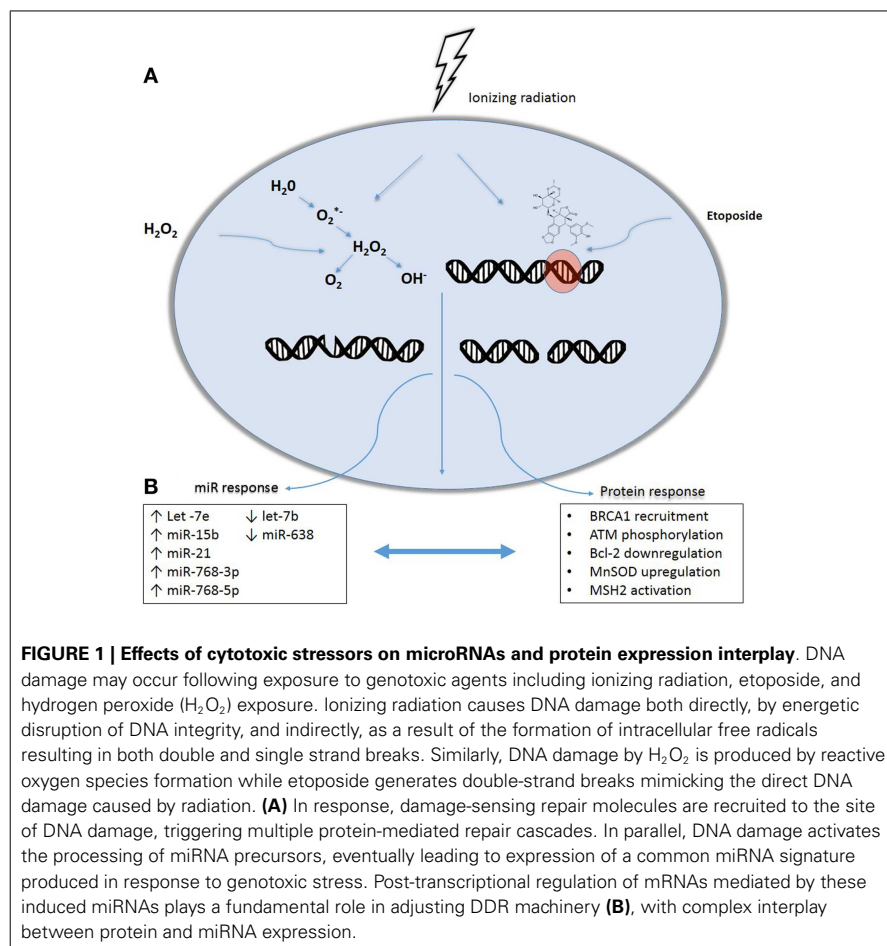 A
Ionizing radiation
H20
O2*-
H2O2
H2O2
O2
OH-
Etoposide
B
miR response
↑ Let -7e ↓ let-7b
↑ miR-15b ↓ miR-638
↑ miR-21
↑ miR-768-3p
↑ miR-768-5p
Protein response
• BRCA1 recruitment
• ATM phosphorylation
• Bcl-2 downregulation
• MnSOD upregulation
• MSH2 activation
FIGURE 1 | Effects of cytotoxic stressors on microRNAs and protein expression interplay. DNA
damage may occur following exposure to genotoxic agents including ionizing radiation, etoposide, and
hydrogen peroxide (H2O2) exposure. Ionizing radiation causes DNA damage both directly, by energetic
disruption of DNA integrity, and indirectly, as a result of the formation of intracellular free radicals
resulting in both double and single strand breaks. Similarly, DNA damage by H2O2 is produced by reactive
oxygen species formation while etoposide generates double-strand breaks mimicking the direct DNA
damage caused by radiation. (A) In response, damage-sensing repair molecules are recruited to the site
of DNA damage, triggering multiple protein-mediated repair cascades. In parallel, DNA damage activates
the processing of miRNA precursors, eventually leading to expression of a common miRNA signature
produced in response to genotoxic stress. Post-transcriptional regulation of mRNAs mediated by these
induced miRNAs plays a fundamental role in adjusting DDR machinery (B), with complex interplay
between protein and miRNA expression.